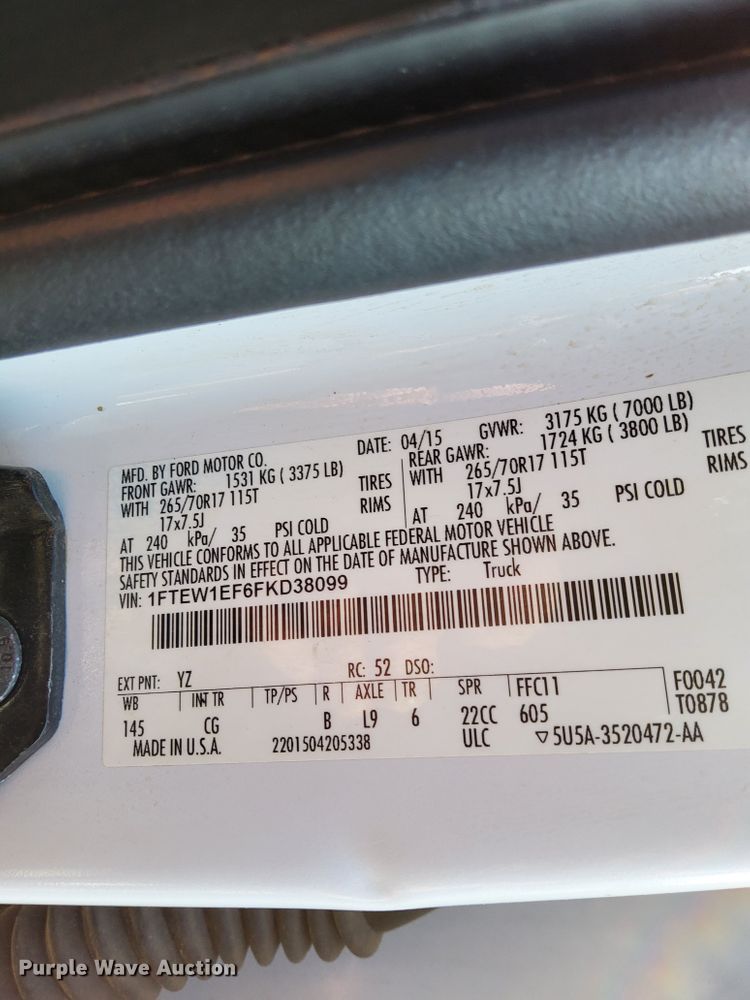 MFD. BY FORD MOTOR CO. DATE: 04/15 GVWR: 3175 KG ( 7000 LB)
FRONT GAWR: 1531 KG ( 3375 LB) REAR GAWR: 1724 KG ( 3800 LB)
WITH 265/70R17 115T TIRES WITH 265/70R17 115T TIRES
17x7.5J RIMS 17x7.5J RIMS
AT 240 kPa/ 35 PSI COLD AT 240 kPa/ 35 PSI COLD
THIS VEHICLE CONFORMS TO ALL APPLICABLE FEDERAL MOTOR VEHICLE
SAFETY STANDARDS IN EFFECT ON THE DATE OF MANUFACTURE SHOWN ABOVE.
VIN: 1FTEW1EF6FKD38099 TYPE: Truck
EXT PNT: YZ RC: 52 DSO:
WB INT TR TP/PS R AXLE TR SPR FFC11 F0042
145 CG B L9 6 22CC 605 T0878
MADE IN U.S.A. 2201504205338 ULC ▽5U5A-3520472-AA
Purple Wave Auction